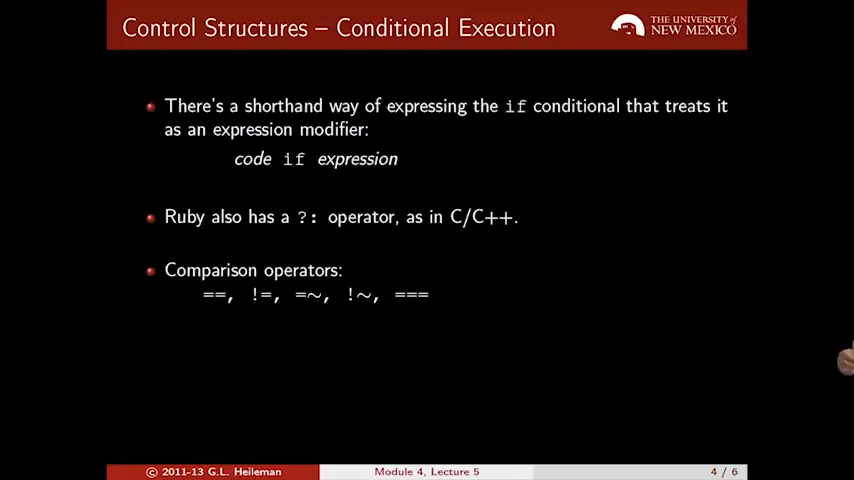 Control Structures – Conditional Execution
THE UNIVERSITY of
NEW MEXICO
There's a shorthand way of expressing the if conditional that treats it
as an expression modifier:
code if expression
Ruby also has a ?: operator, as in C/C++.
Comparison operators:
==, !=, =~, !~, ===
© 2011-13 G.L. Heileman
Module 4, Lecture 5
4 / 6